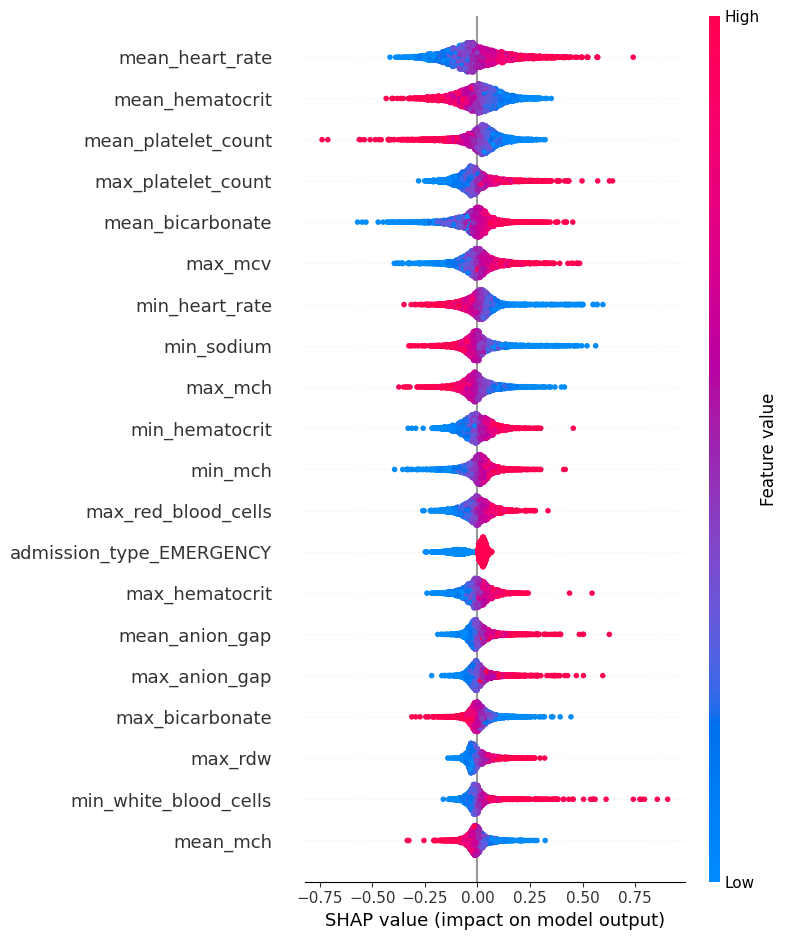 High
mean_heart_rate
mean_hematocrit
mean_platelet_count
max_platelet_count
mean_bicarbonate
max_mcv
min_heart_rate
min_sodium
max_mch
min_hematocrit
min_mch
max_red_blood_cells
admission_type_EMERGENCY
max_hematocrit
mean_anion_gap
max_anion_gap
max_bicarbonate
max_rdw
min_white_blood_cells
mean_mch
Feature value
Low
−0.75 −0.50 −0.25 0.00 0.25 0.50 0.75
SHAP value (impact on model output)